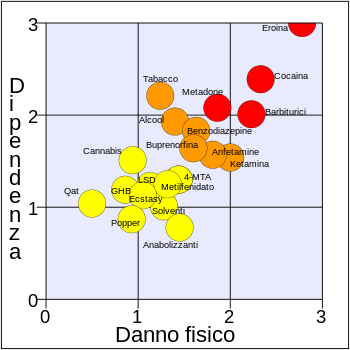 3
Eroina
Cocaina
Tabacco
Metadone
Barbiturici
2
Alcool
Benzodiazepine
Buprenorfina
Cannabis
Anfetamine
Ketamina
4-MTA
LSD
Metilfenidato
Qat
GHB
Ecstasy
1
Solventi
Popper
Anabolizzanti
0
0 1 2 3
Dipendenza
Danno fisico